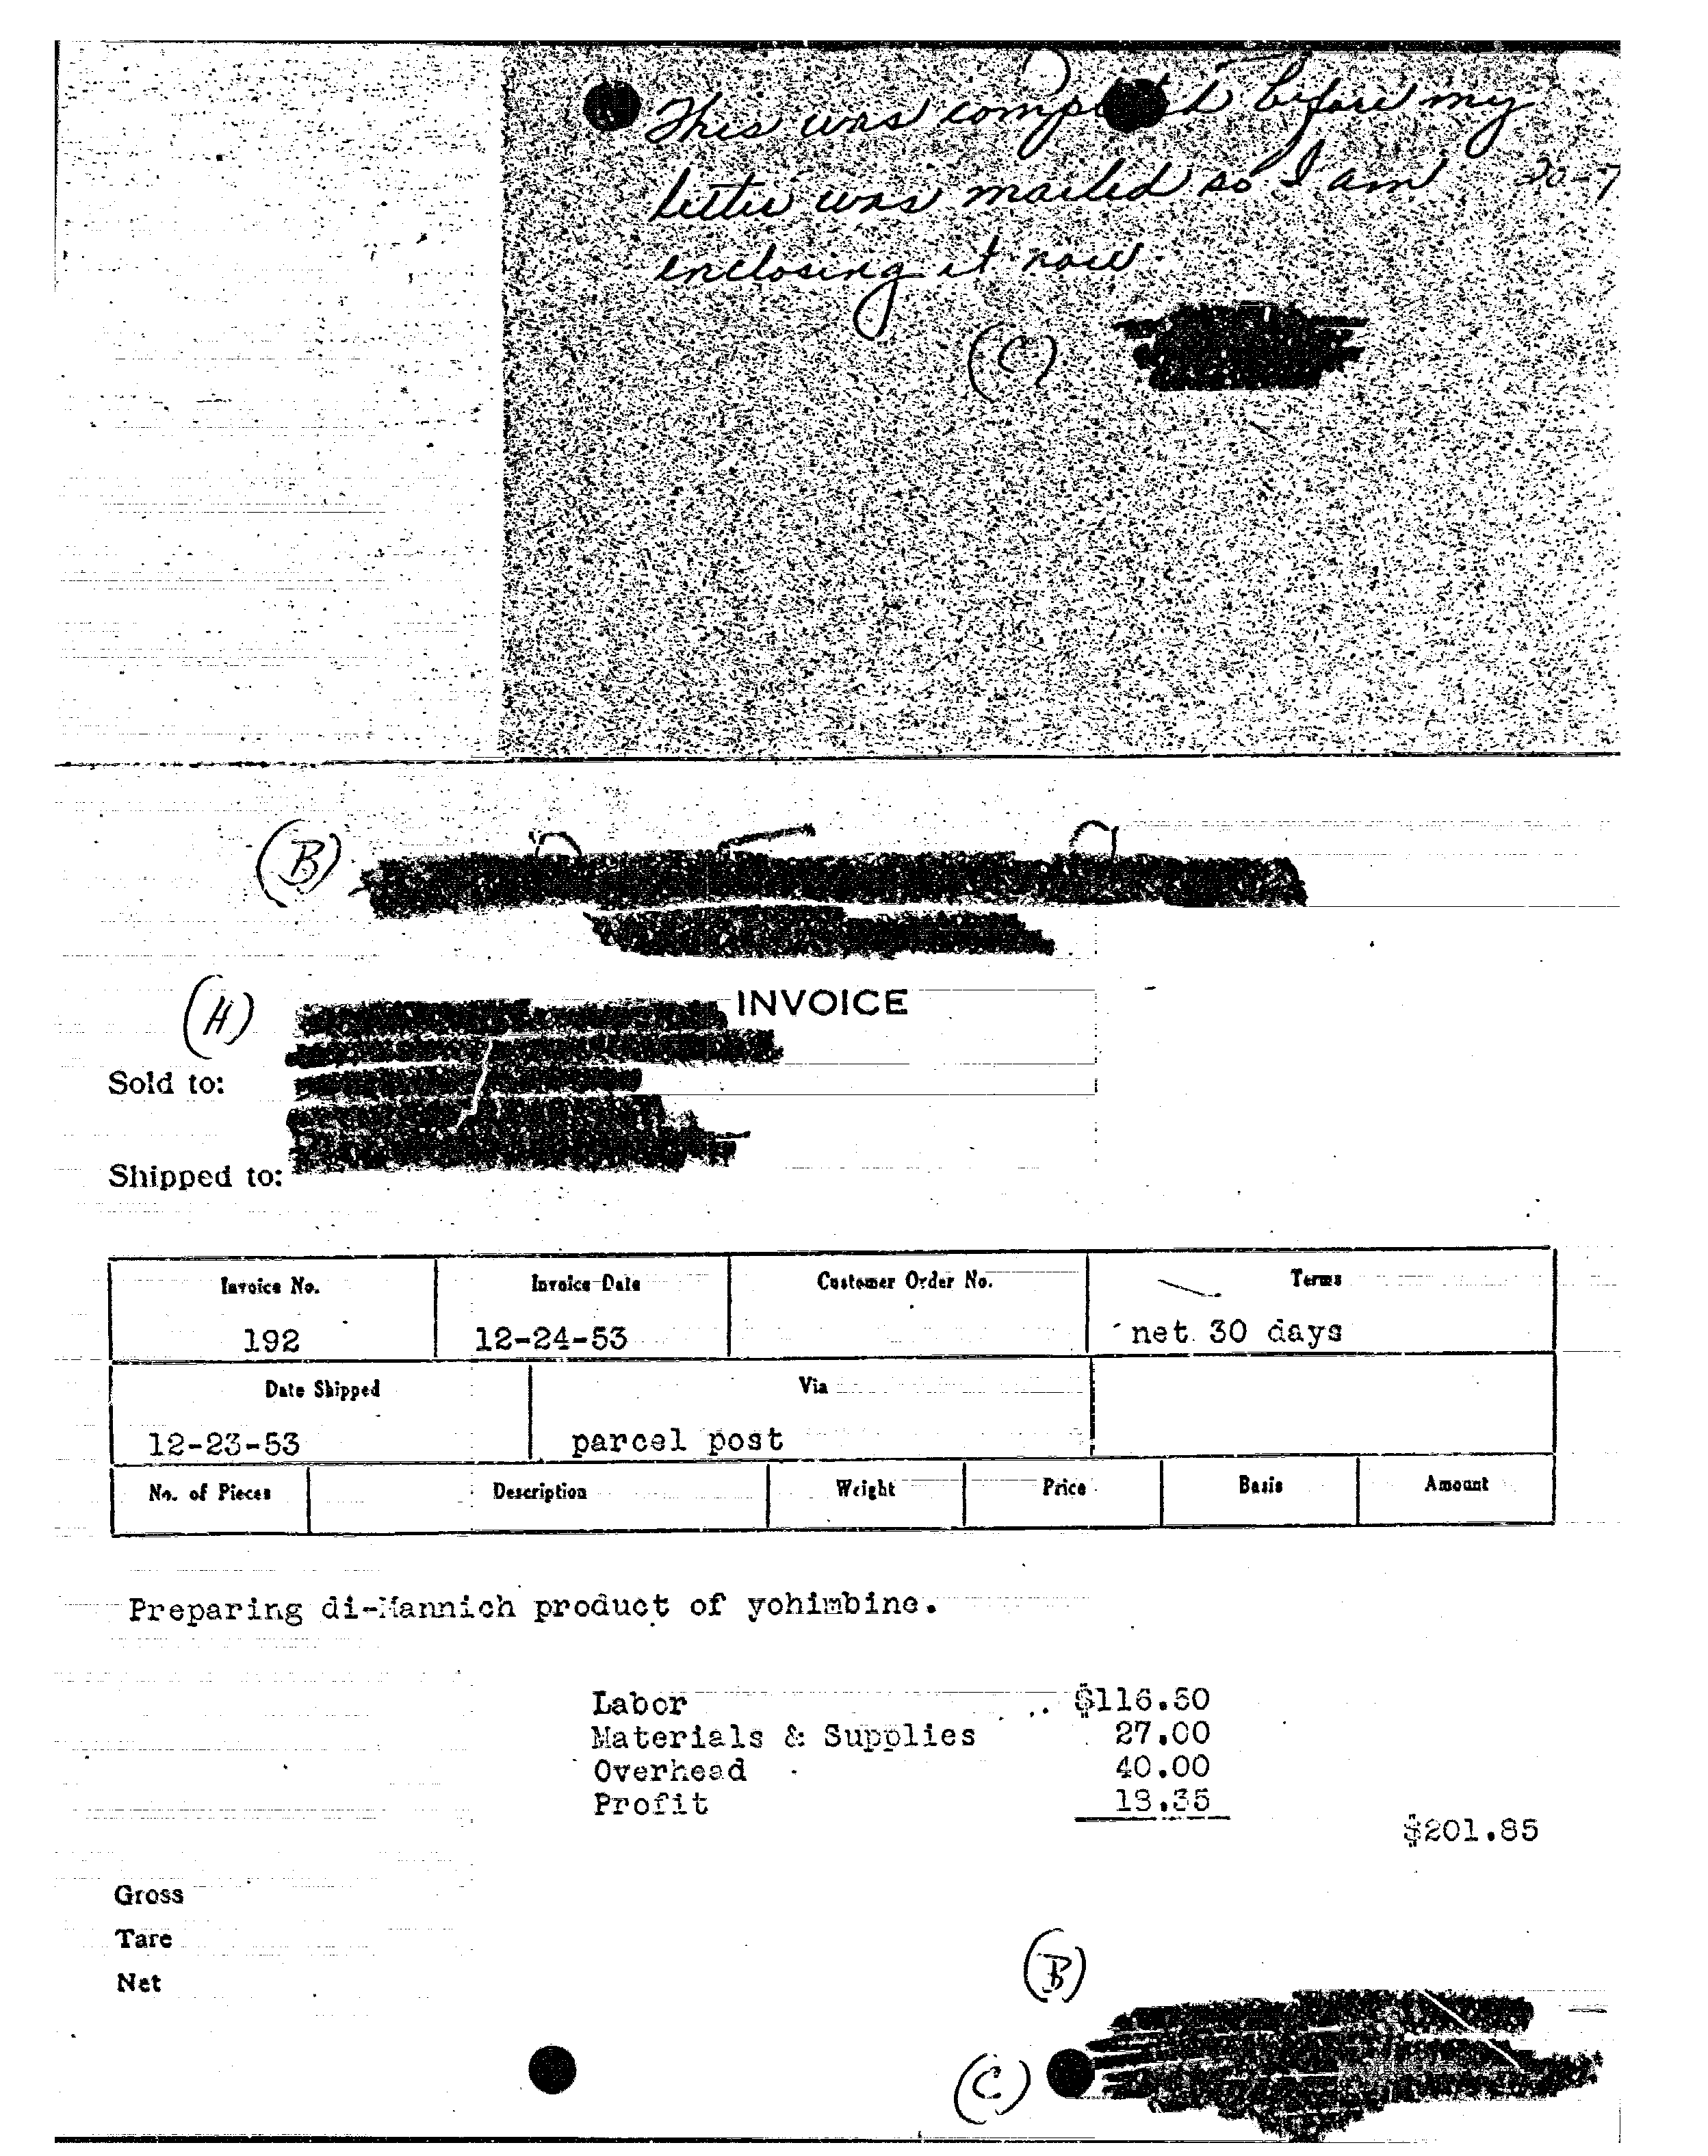 This was completed before my
letter was mailed so I am 20-7
enclosing it now.
(C)
(B)
(H)
INVOICE
Sold to:
Shipped to:
Invoice No. Invoice Date Customer Order No. Terms
192 12-24-53 net 30 days
Date Shipped Via
12-23-53 parcel post
No. of Pieces Description Weight Price Basis Amount
Preparing di-Mannich product of yohimbine.
Labor $116.50
Materials & Supplies 27.00
Overhead 40.00
Profit 18.35
$201.85
Gross
Tare
Net
(B)
(C)